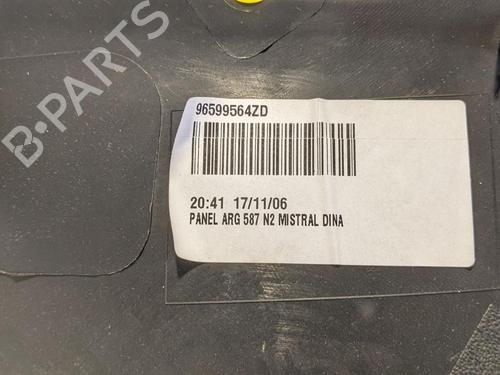 96599564ZD
20:41 17/11/06
PANEL ARG 587 N2 MISTRAL DINA
B-PARTS